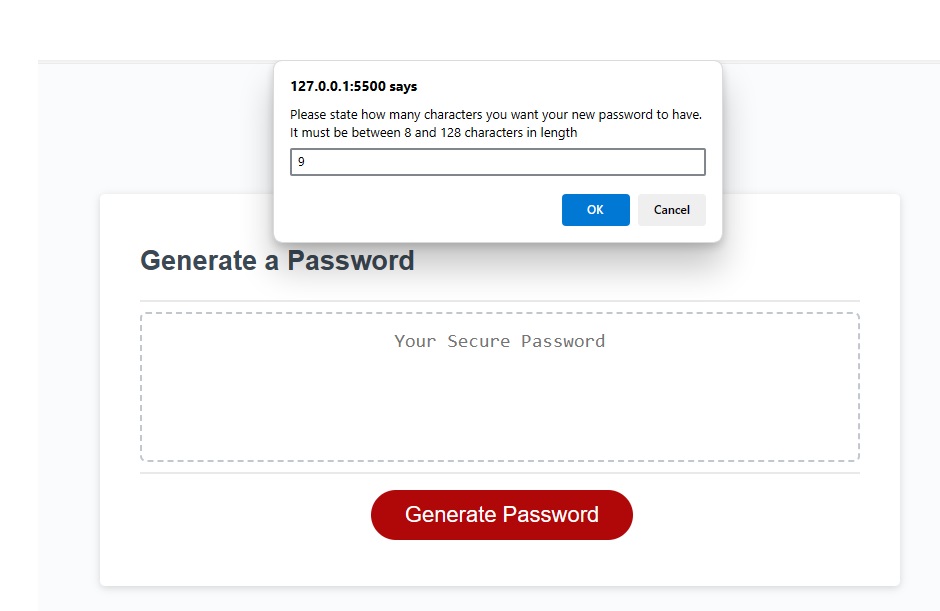 127.0.0.1:5500 says
Please state how many characters you want your new password to have.
It must be between 8 and 128 characters in length
9
OK
Cancel
Generate a Password
Your Secure Password
Generate Password